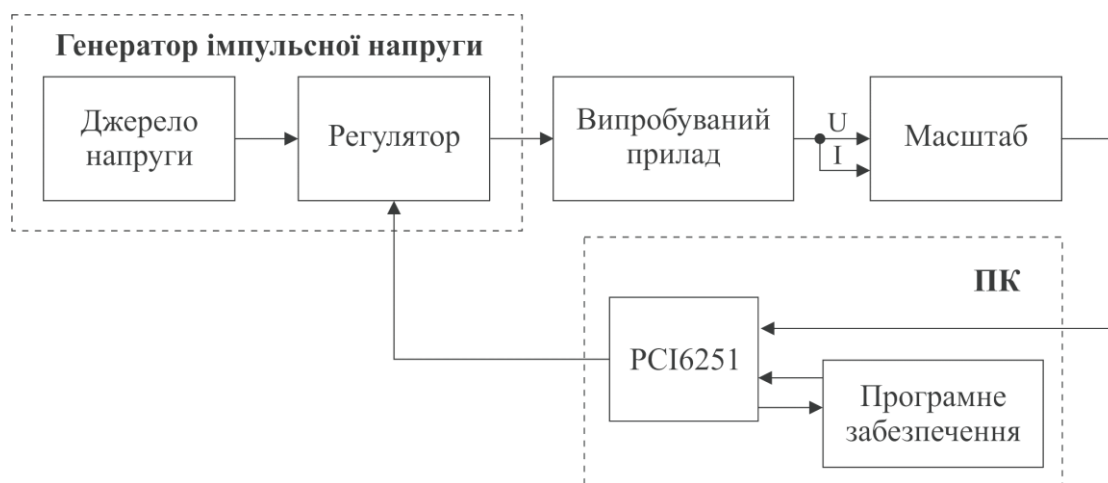 Генератор імпульсної напруги
Джерело
напруги
Регулятор
Випробуваний
прилад
U
I
Масштаб
ПК
PCI6251
Програмне
забезпечення